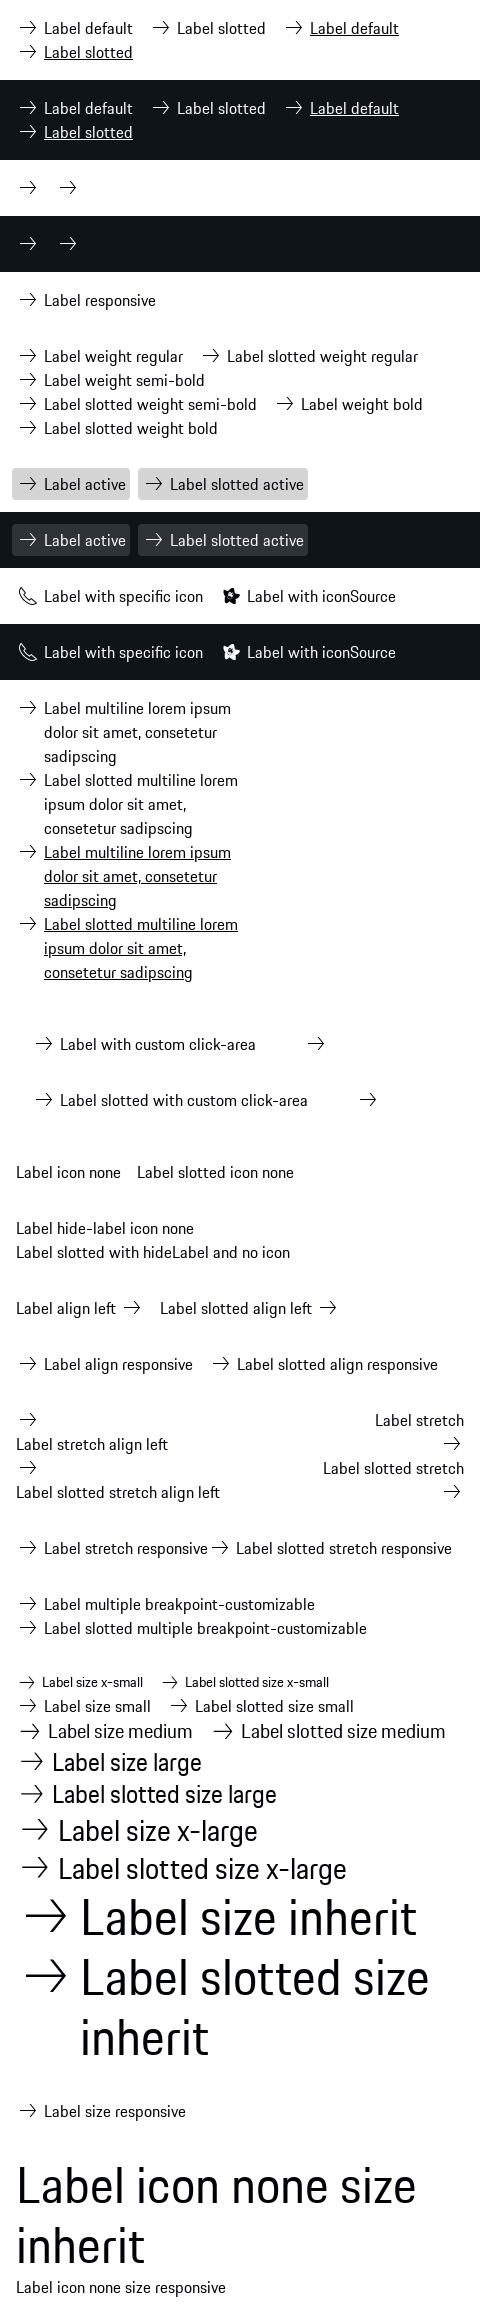 Label default Label slotted Label default
Label slotted
Label default Label slotted Label default
Label slotted
Label responsive
Label weight regular Label slotted weight regular
Label weight semi-bold
Label slotted weight semi-bold Label weight bold
Label slotted weight bold
Label active Label slotted active
Label active Label slotted active
Label with specific icon Label with iconSource
Label with specific icon Label with iconSource
Label multiline lorem ipsum
dolor sit amet, consetetur
sadipscing
Label slotted multiline lorem
ipsum dolor sit amet,
consetetur sadipscing
Label multiline lorem ipsum
dolor sit amet, consetetur
sadipscing
Label slotted multiline lorem
ipsum dolor sit amet,
consetetur sadipscing
Label with custom click-area
Label slotted with custom click-area
Label icon none Label slotted icon none
Label hide-label icon none
Label slotted with hideLabel and no icon
Label align left Label slotted align left
Label align responsive Label slotted align responsive
Label stretch
Label stretch align left
Label slotted stretch
Label slotted stretch align left
Label stretch responsive Label slotted stretch responsive
Label multiple breakpoint-customizable
Label slotted multiple breakpoint-customizable
Label size x-small Label slotted size x-small
Label size small Label slotted size small
Label size medium Label slotted size medium
Label size large
Label slotted size large
Label size x-large
Label slotted size x-large
Label size inherit
Label slotted size
inherit
Label size responsive
Label icon none size
inherit
Label icon none size responsive